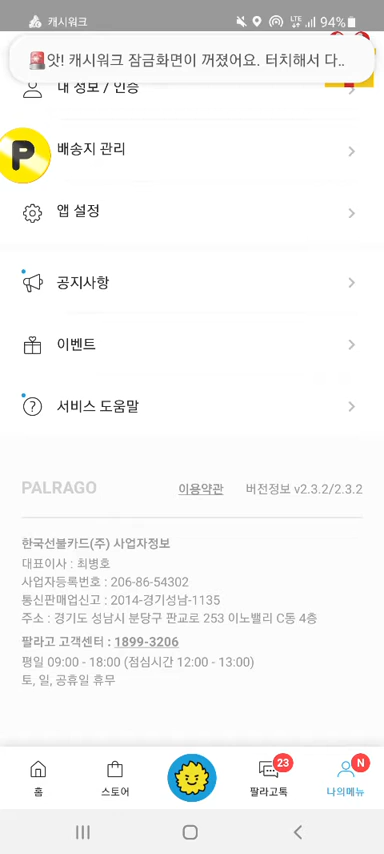 캐시워크
LTE
94%
앗! 캐시워크 잠금화면이 꺼졌어요. 터치해서 다..
내 정보 / 인증
P
배송지 관리
앱 설정
공지사항
이벤트
서비스 도움말
PALRAGO
이용약관
버전정보 v2.3.2/2.3.2
한국선불카드(주) 사업자정보
대표이사 : 최병호
사업자등록번호 : 206-86-54302
통신판매업신고 : 2014-경기성남-1135
주소 : 경기도 성남시 분당구 판교로 253 이노밸리 C동 4층
팔라고 고객센터 : 1899-3206
평일 09:00 - 18:00 (점심시간 12:00 - 13:00)
토, 일, 공휴일 휴무
23
N
홈
스토어
팔라고톡
나의메뉴